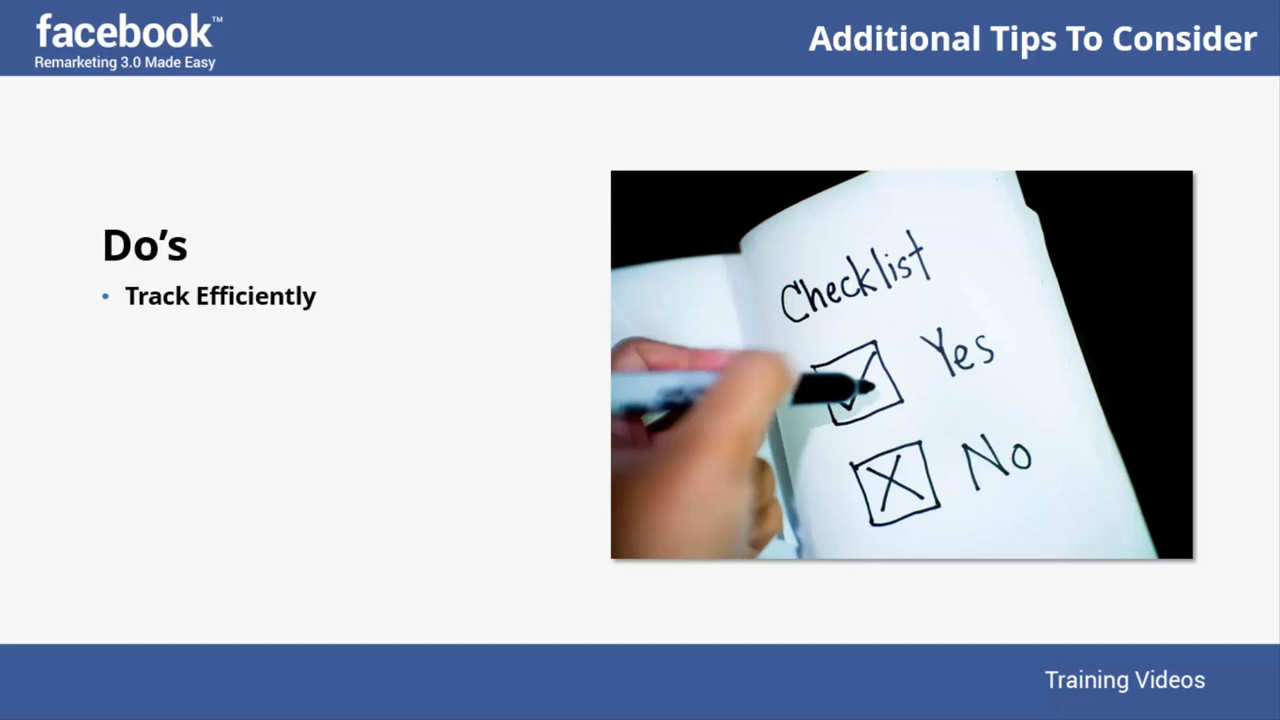 facebook™
Remarketing 3.0 Made Easy
Additional Tips To Consider
Do’s
• Track Efficiently
Checklist
Yes
No
Training Videos